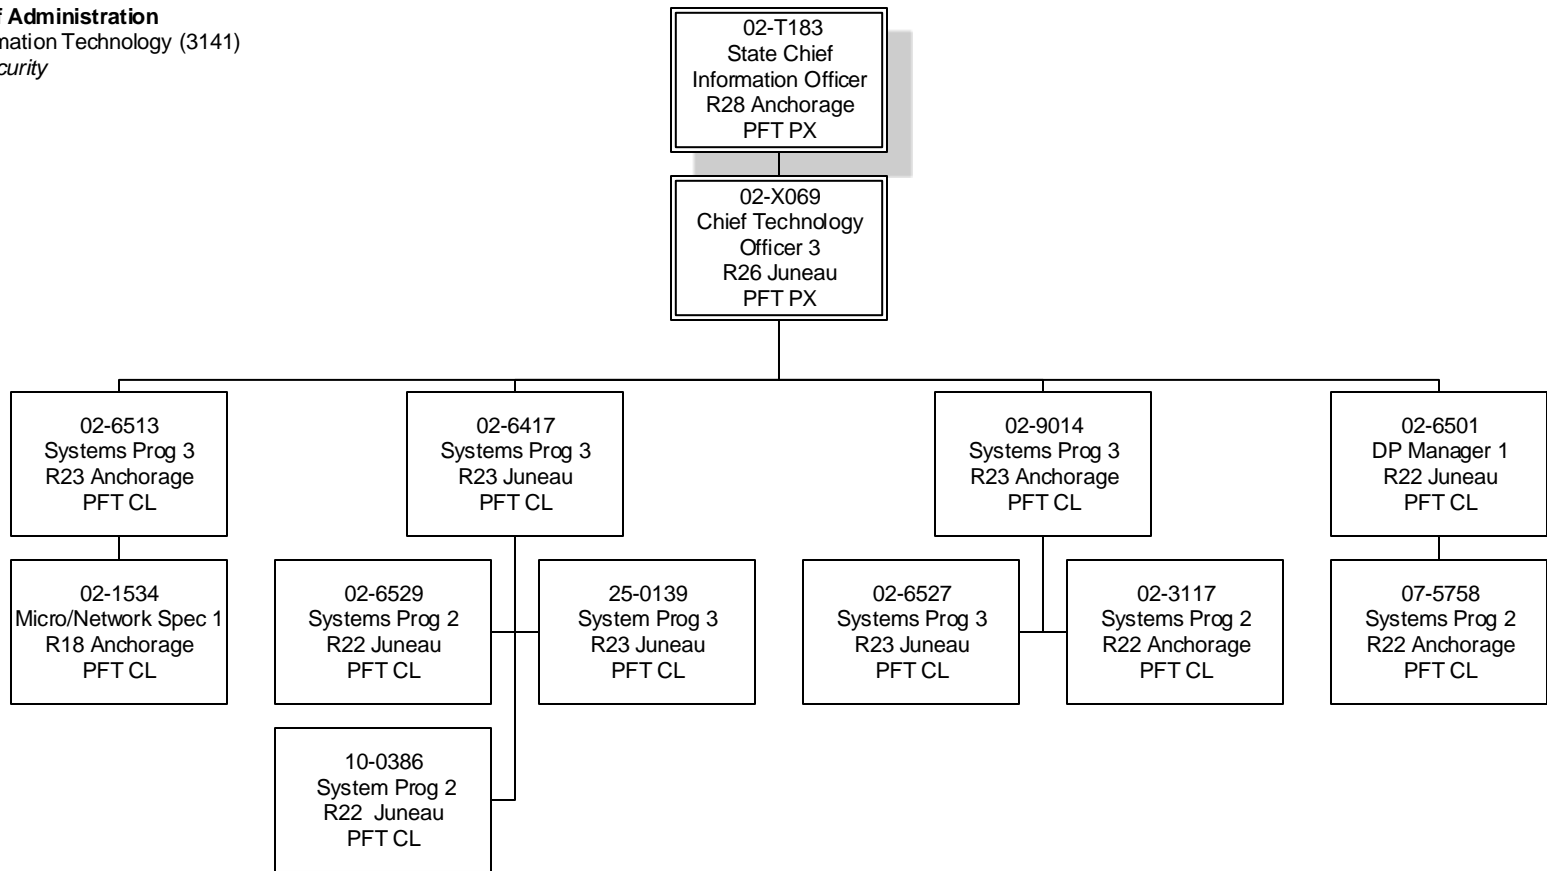 f Administration
mation Technology (3141)
curity
02-T183
State Chief
Information Officer
R28 Anchorage
PFT PX
02-X069
Chief Technology
Officer 3
R26 Juneau
PFT PX
02-6513
Systems Prog 3
R23 Anchorage
PFT CL
02-6417
Systems Prog 3
R23 Juneau
PFT CL
02-9014
Systems Prog 3
R23 Anchorage
PFT CL
02-6501
DP Manager 1
R22 Juneau
PFT CL
02-1534
Micro/Network Spec 1
R18 Anchorage
PFT CL
02-6529
Systems Prog 2
R22 Juneau
PFT CL
25-0139
System Prog 3
R23 Juneau
PFT CL
02-6527
Systems Prog 3
R23 Juneau
PFT CL
02-3117
Systems Prog 2
R22 Anchorage
PFT CL
07-5758
Systems Prog 2
R22 Anchorage
PFT CL
10-0386
System Prog 2
R22 Juneau
PFT CL